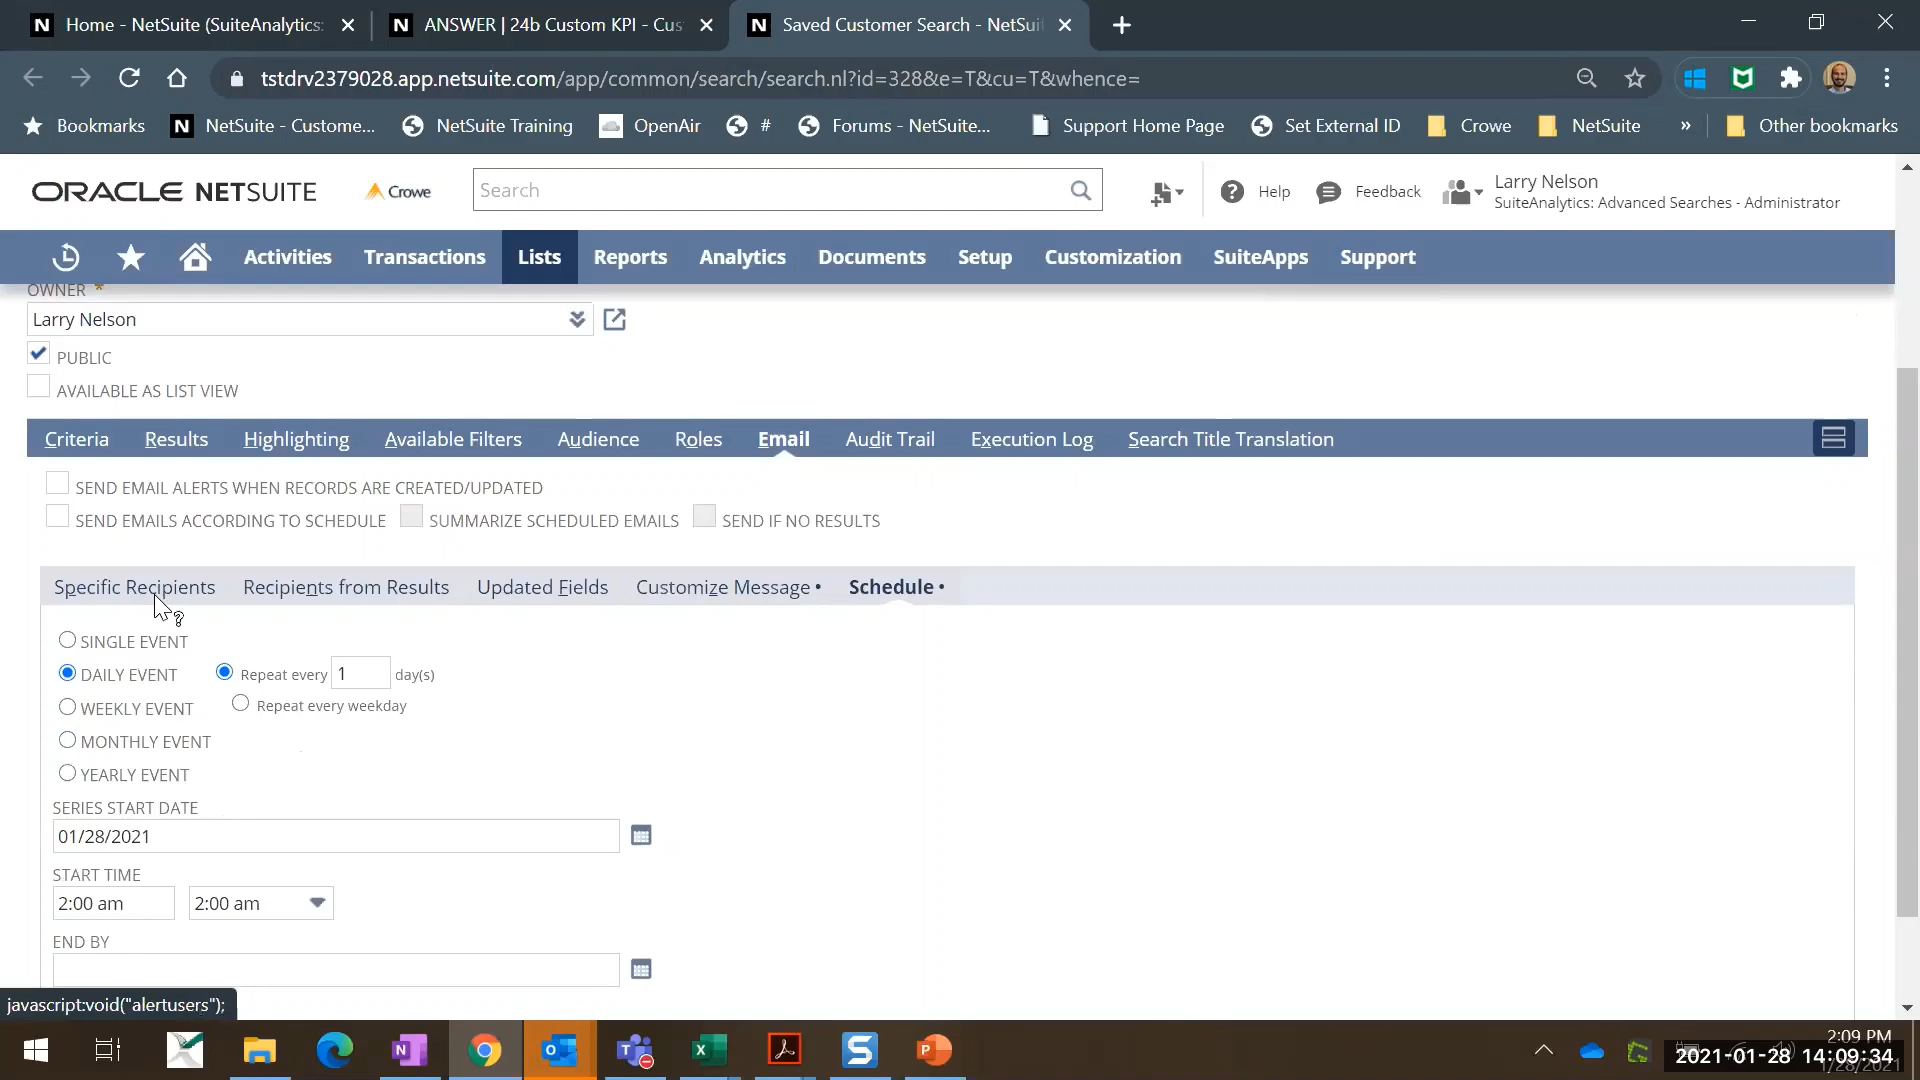 Home - NetSuite (SuiteAnalytics:
ANSWER | 24b Custom KPI - Cus
Saved Customer Search - NetSui
tstdrv2379028.app.netsuite.com/app/common/search/search.nl?id=328&e=T&cu=T&whence=
Bookmarks
NetSuite - Custome...
NetSuite Training
OpenAir
#
Forums - NetSuite...
Support Home Page
Set External ID
Crowe
NetSuite
»
Other bookmarks
ORACLE NETSUITE
Crowe
Search
Help
Feedback
Larry Nelson
SuiteAnalytics: Advanced Searches - Administrator
Activities
Transactions
Lists
Reports
Analytics
Documents
Setup
Customization
SuiteApps
Support
OWNER *
Larry Nelson
PUBLIC
AVAILABLE AS LIST VIEW
Criteria
Results
Highlighting
Available Filters
Audience
Roles
Email
Audit Trail
Execution Log
Search Title Translation
SEND EMAIL ALERTS WHEN RECORDS ARE CREATED/UPDATED
SEND EMAILS ACCORDING TO SCHEDULE
SUMMARIZE SCHEDULED EMAILS
SEND IF NO RESULTS
Specific Recipients
Recipients from Results
Updated Fields
Customize Message •
Schedule •
SINGLE EVENT
DAILY EVENT
Repeat every 1 day(s)
WEEKLY EVENT
Repeat every weekday
MONTHLY EVENT
YEARLY EVENT
SERIES START DATE
01/28/2021
START TIME
2:00 am
2:00 am
END BY
javascript:void("alertusers");
2:09 PM
2021-01-28 14:09:34